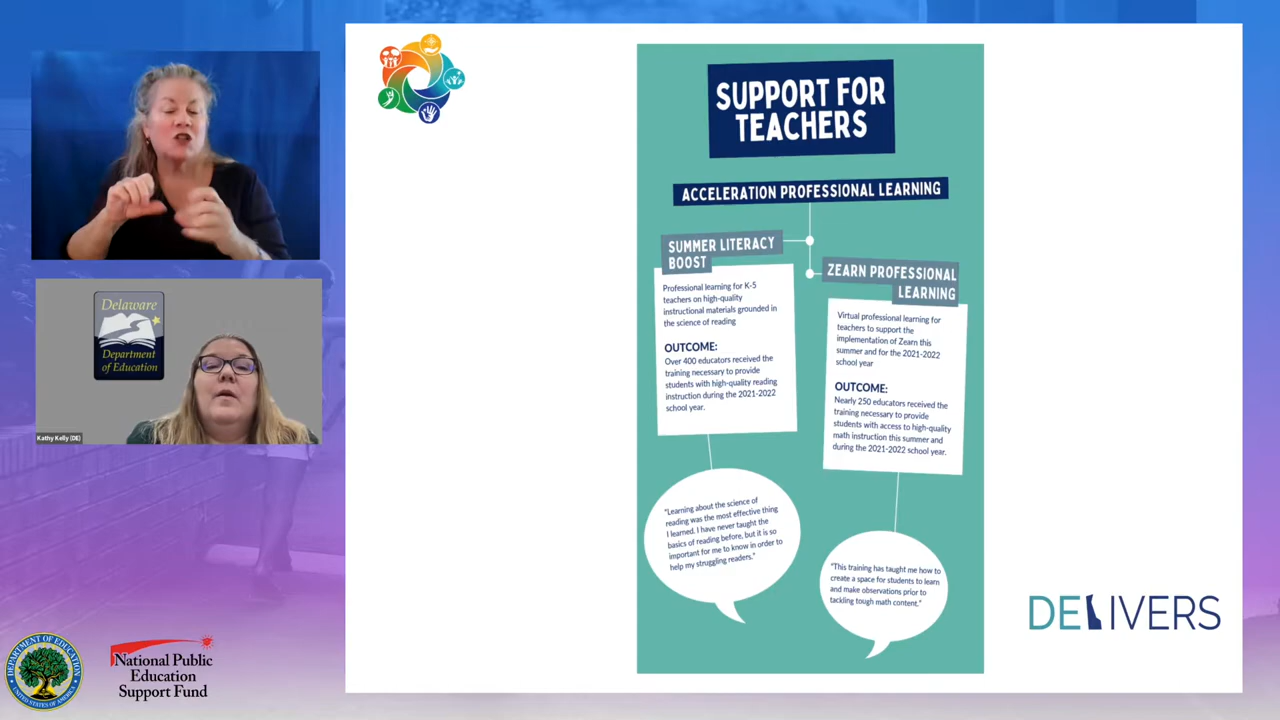 Delaware
Department
of Education
Kathy Kelly (DE)
DEPARTMENT OF EDUCATION
UNITED STATES OF AMERICA
National Public
Education
Support Fund
SUPPORT FOR
TEACHERS
ACCELERATION PROFESSIONAL LEARNING
SUMMER LITERACY
BOOST
Professional learning for K-5
teachers on high-quality
instructional materials grounded in
the science of reading
OUTCOME:
Over 400 educators received the
training necessary to provide
students with high-quality reading
instruction during the 2021-2022
school year.
"Learning about the science of
reading was the most effective thing
I learned. I have never taught the
basics of reading before, but it is so
important for me to know in order to
help my struggling readers."
ZEARN PROFESSIONAL
LEARNING
Virtual professional learning for
teachers to support the
implementation of Zearn this
summer and for the 2021-2022
school year
OUTCOME:
Nearly 250 educators received the
training necessary to provide
students with access to high-quality
math instruction this summer and
during the 2021-2022 school year.
"This training has taught me how to
create a space for students to learn
and make observations prior to
tackling tough math content."
DELIVERS